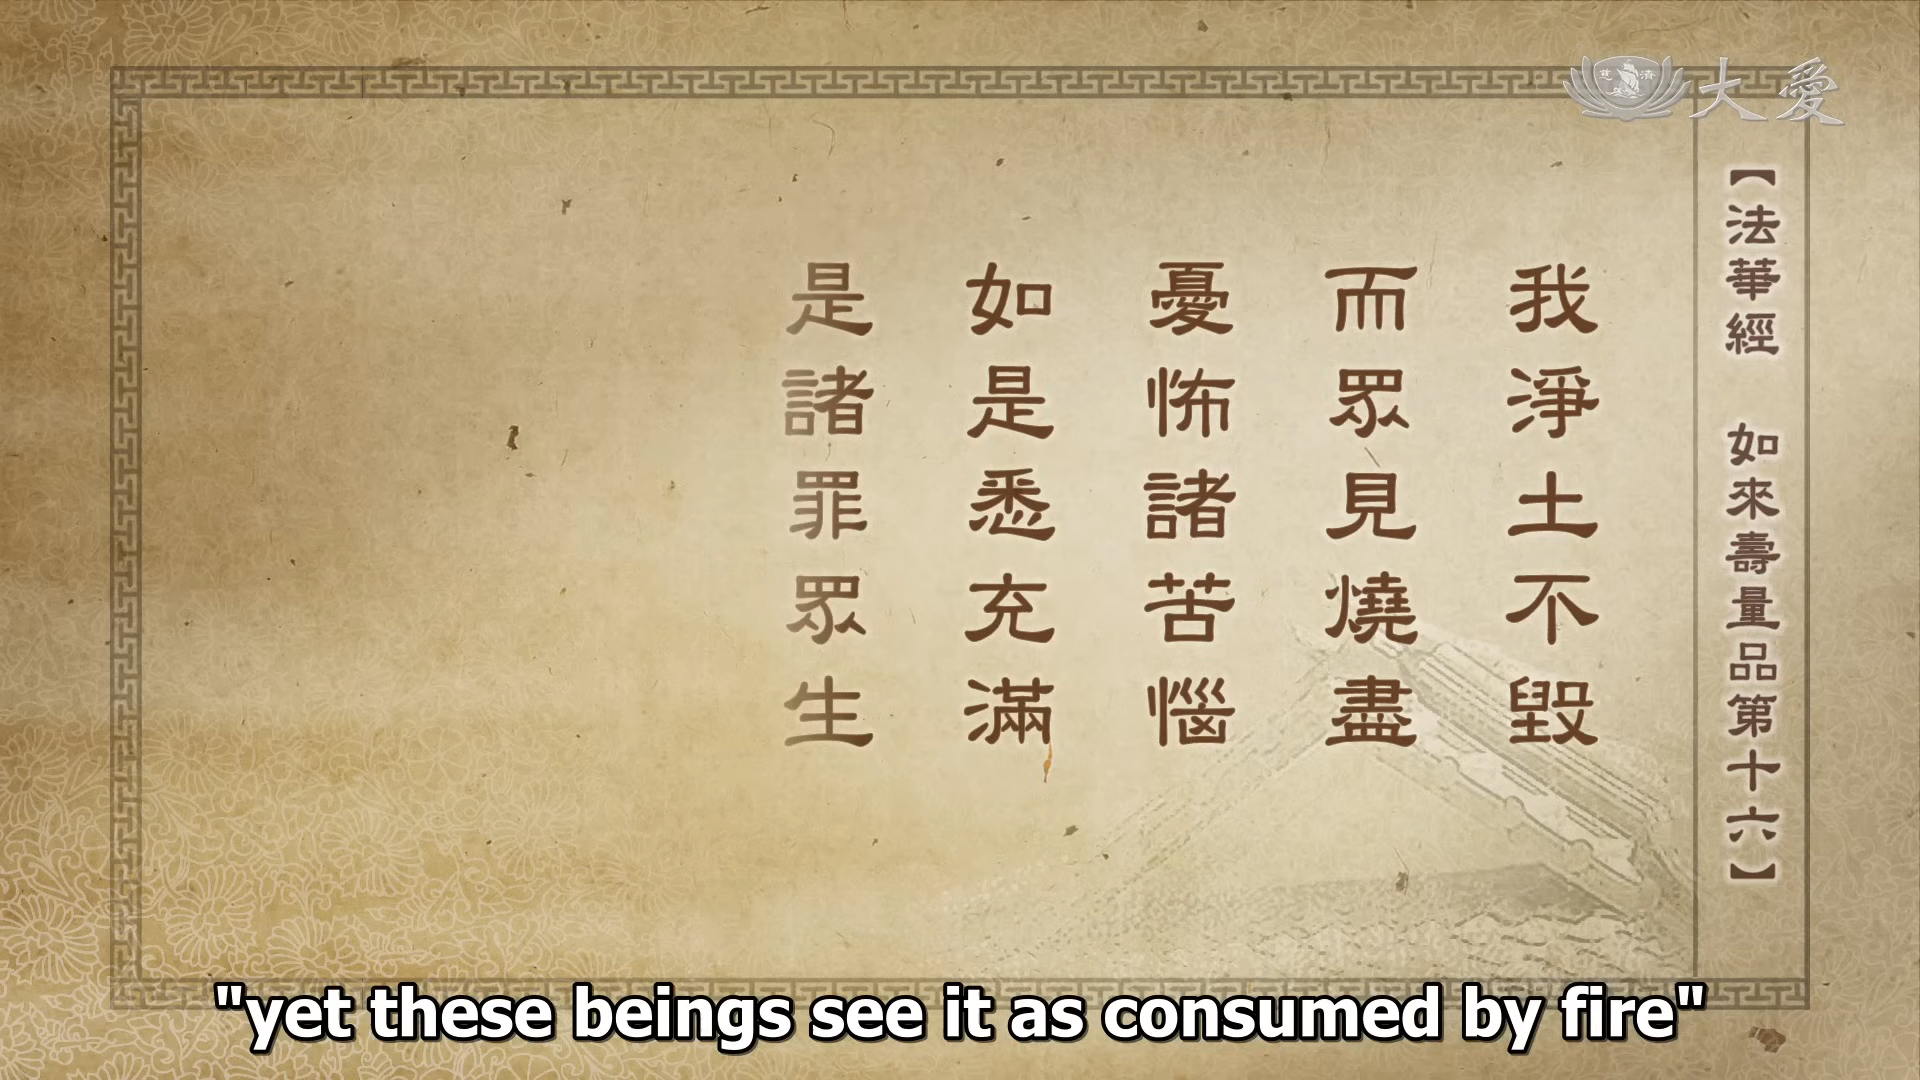 大愛
慈濟
【法華經 如來壽量品第十六】
我淨土不毀
而眾見燒盡
憂怖諸苦惱
如是悉充滿
是諸罪眾生
"yet these beings see it as consumed by fire"